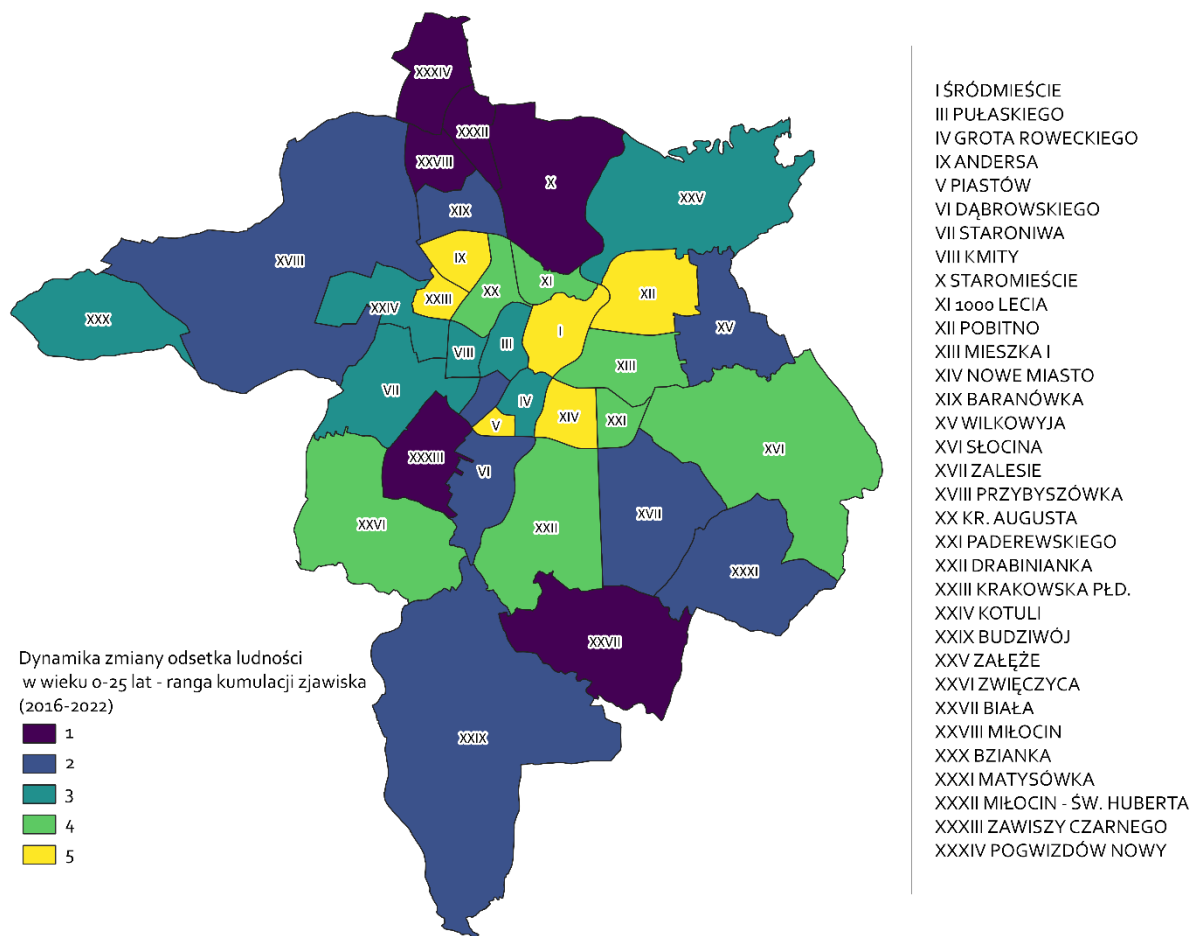 XXXIV
XXXII
XXVIII
X
XXV
XIX
XVIII
IX
XI
XX
XII
XXIII
XXIV
XXX
XV
I
III
VIII
XIII
VII
IV
XIV
XXI
V
XVI
XXXIII
VI
XXVI
XXII
XVII
XXXI
XXVII
XXIX
Dynamika zmiany odsetka ludności
w wieku 0-25 lat - ranga kumulacji zjawiska
(2016-2022)
1
2
3
4
5
I ŚRÓDMIEŚCIE
III PUŁASKIEGO
IV GROTA ROWECKIEGO
IX ANDERSA
V PIASTÓW
VI DĄBROWSKIEGO
VII STARONIWA
VIII KMITY
X STAROMIEŚCIE
XI 1000 LECIA
XII POBITNO
XIII MIESZKA I
XIV NOWE MIASTO
XIX BARANÓWKA
XV WILKOWYJA
XVI SŁOCINA
XVII ZALESIE
XVIII PRZYBYSZÓWKA
XX KR. AUGUSTA
XXI PADEREWSKIEGO
XXII DRABINIANKA
XXIII KRAKOWSKA PŁD.
XXIV KOTULI
XXIX BUDZIWÓJ
XXV ZAŁĘŻE
XXVI ZWIĘCZYCA
XXVII BIAŁA
XXVIII MIŁOCIN
XXX BZIANKA
XXXI MATYSÓWKA
XXXII MIŁOCIN - ŚW. HUBERTA
XXXIII ZAWISZY CZARNEGO
XXXIV POGWIZDÓW NOWY